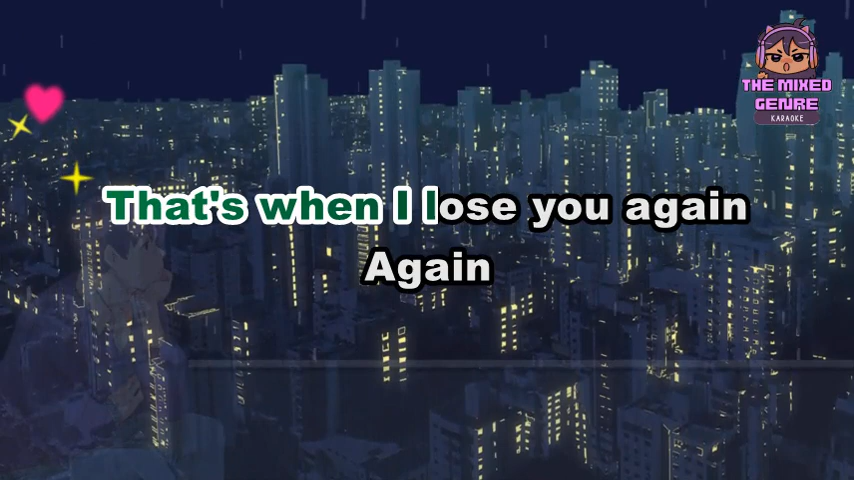 THE MIXED
GENRE
KARAOKE
That's when I lose you again
Again